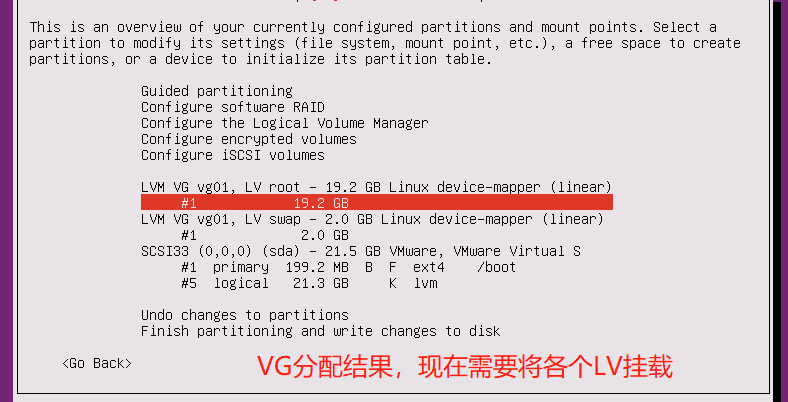 This is an overview of your currently configured partitions and mount points. Select a
partition to modify its settings (file system, mount point, etc.), a free space to create
partitions, or a device to initialize its partition table.
Guided partitioning
Configure software RAID
Configure the Logical Volume Manager
Configure encrypted volumes
Configure iSCSI volumes
LVM VG vg01, LV root - 19.2 GB Linux device-mapper (linear)
#1 19.2 GB
LVM VG vg01, LV swap - 2.0 GB Linux device-mapper (linear)
#1 2.0 GB
SCSI33 (0,0,0) (sda) - 21.5 GB VMware, VMware Virtual S
#1 primary 199.2 MB B F ext4 /boot
#5 logical 21.3 GB K lvm
Undo changes to partitions
Finish partitioning and write changes to disk
<Go Back>
VG分配结果，现在需要将各个LV挂载